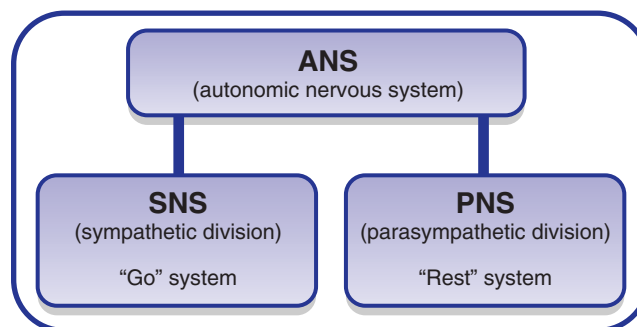 ANS
(autonomic nervous system)
SNS
(sympathetic division)
“Go” system
PNS
(parasympathetic division)
“Rest” system